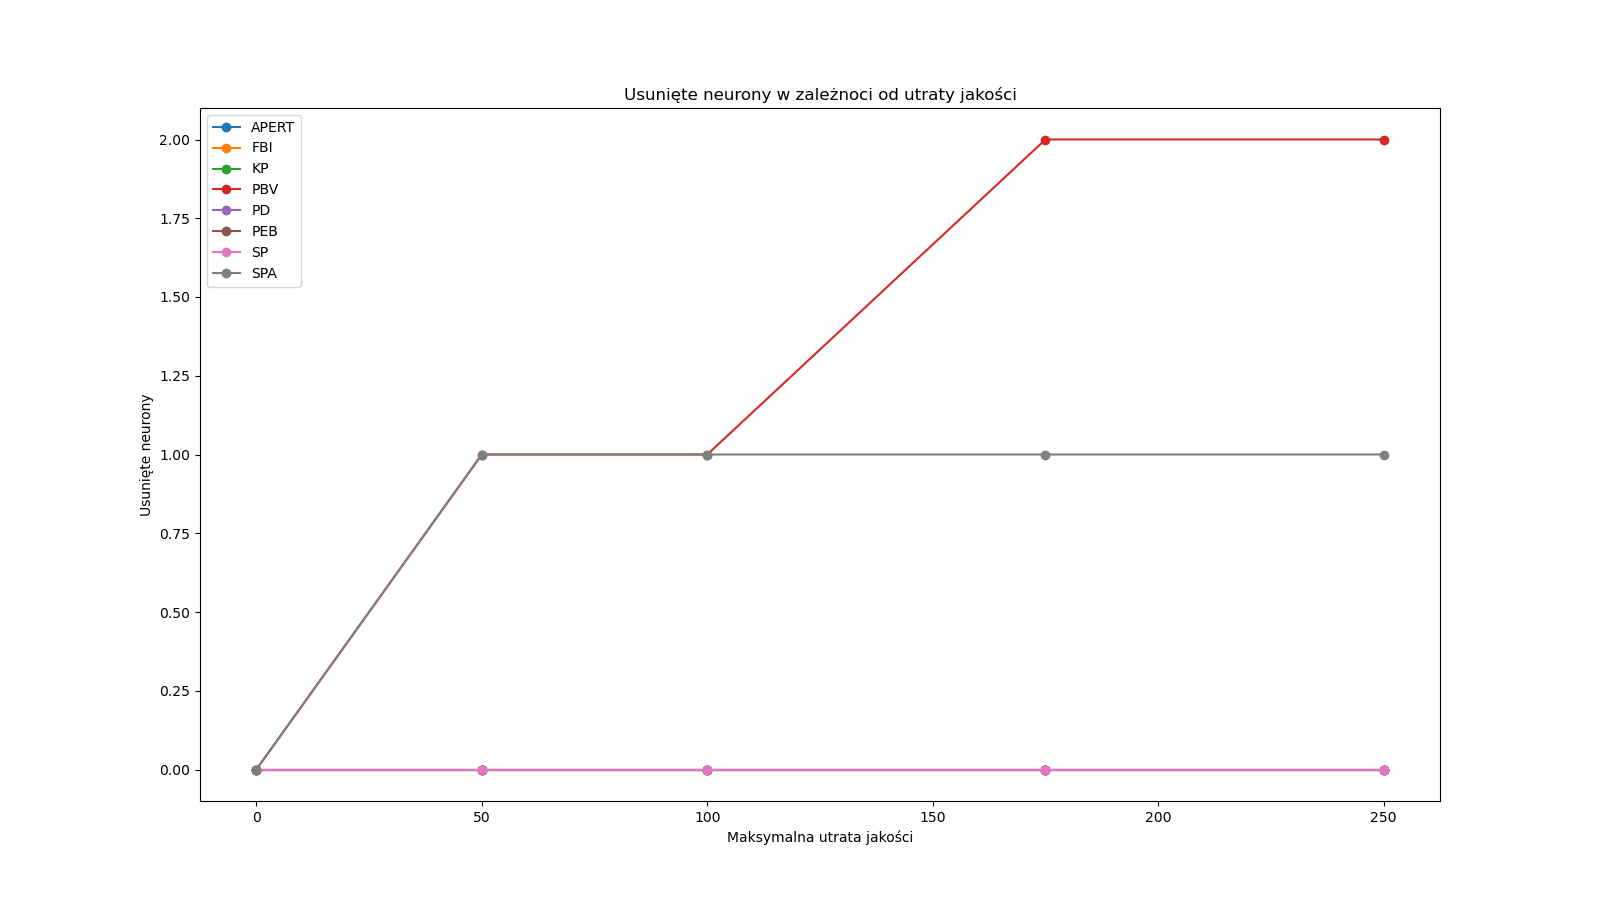 Usunięte neurony w zależnoci od utraty jakości
APERT
FBI
KP
PBV
PD
PEB
SP
SPA
2.00
1.75
1.50
1.25
1.00
0.75
0.50
0.25
0.00
Usunięte neurony
0 50 100 150 200 250
Maksymalna utrata jakości